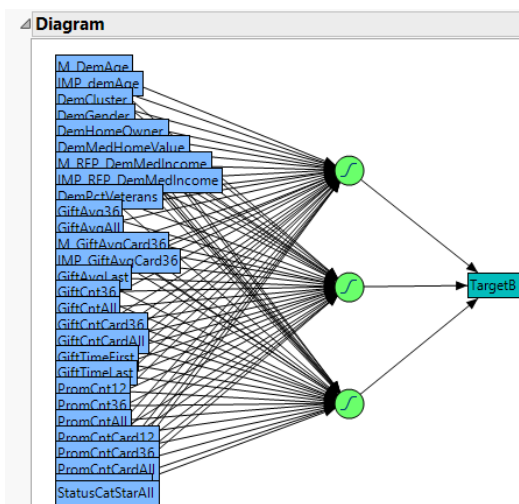 Diagram
M_DemAge
IMP_demAge
DemCluster
DemGender
DemHomeOwner
DemMedHomeValue
M_REP_DemMedIncome
IMP_REP_DemMedIncome
DemPctVeterans
GiftAvg36
GiftAvgAll
M_GiftAvgCard36
IMP_GiftAvgCard36
GiftAvgLast
GiftCnt36
GiftCntAll
GiftCntCard36
GiftCntCardAll
GiftTimeFirst
GiftTimeLast
PromCnt12
PromCnt36
PromCntAll
PromCntCard12
PromCntCard36
PromCntCardAll
StatusCatStarAll
TargetB